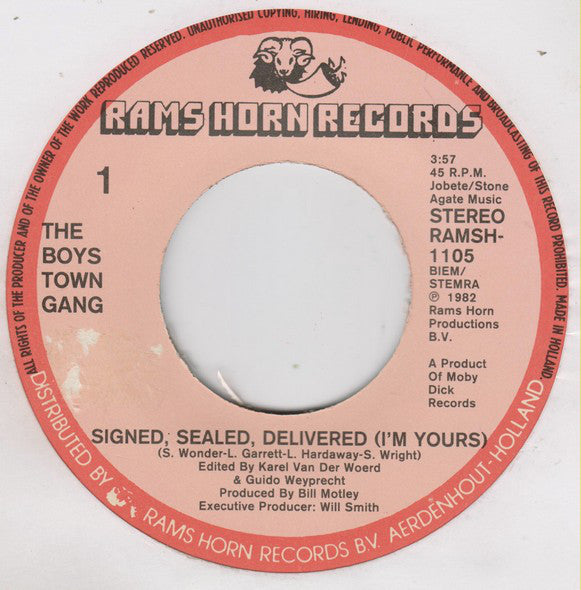 ALL RIGHTS OF THE PRODUCER AND OF THE OWNER OF THE WORK REPRODUCED RESERVED. UNAUTHORISED COPYING, HIRING, LENDING, PUBLIC PERFORMANCE AND BROADCASTING OF THIS RECORD PROHIBITED. MADE IN HOLLAND.
RAMS HORN RECORDS
1
THE
BOYS
TOWN
GANG
3:57
45 R.P.M.
Jobete/Stone
Agate Music
STEREO
RAMSH-
1105
BIEM/
STEMRA
℗ 1982
Rams Horn
Productions
B.V.
A Product
Of Moby
Dick
Records
SIGNED, SEALED, DELIVERED (I'M YOURS)
(S. Wonder-L. Garrett-L. Hardaway-S. Wright)
Edited By Karel Van Der Woerd
& Guido Weyprecht
Produced By Bill Motley
Executive Producer: Will Smith
DISTRIBUTED BY RAMS HORN RECORDS B.V. AERDENHOUT-HOLLAND